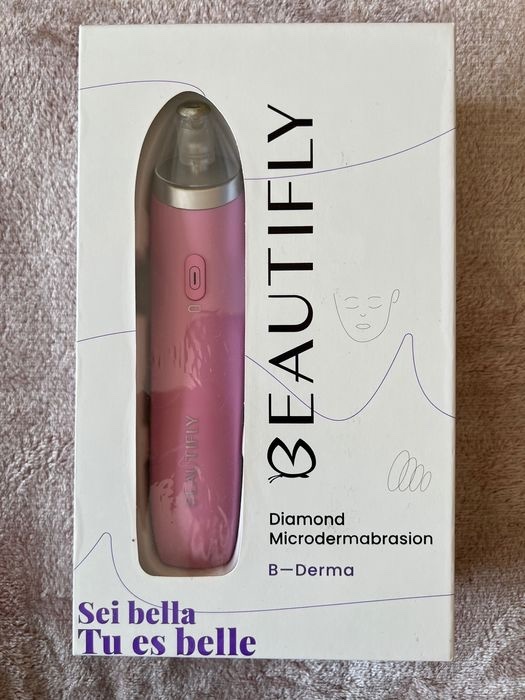 BEAUTIFLY
BEAUTIFLY
Diamond
Microdermabrasion
B—Derma
Sei bella
Tu es belle